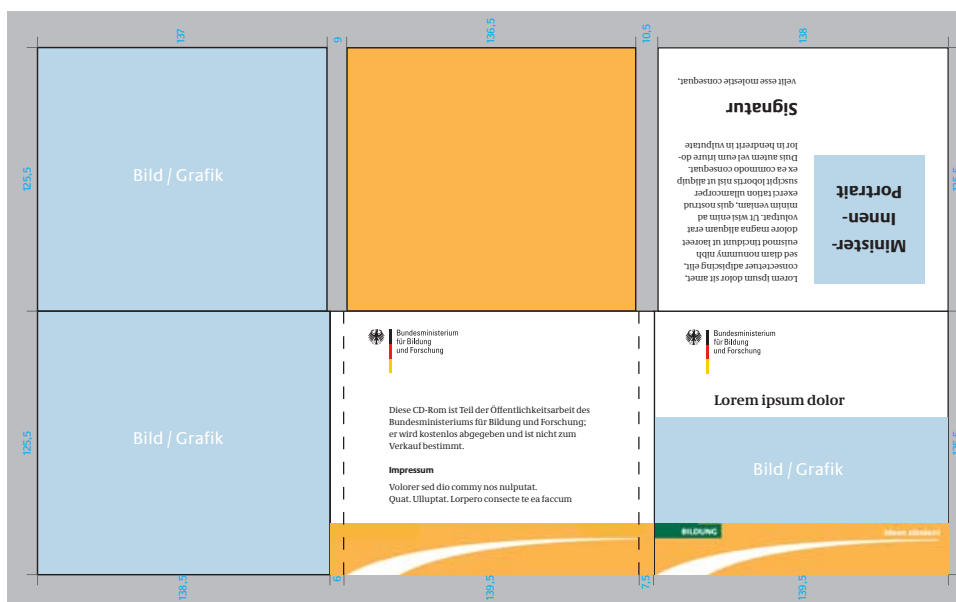 137
9
136,5
10,5
138
125,5
Bild / Grafik
velit esse molestie consequat,
Signatur
lor in hendrerit in vulputate
Duis autem vel eum iriure do-
ex ea commodo consequat.
suscipit lobortis nisl ut aliquip
exerci tation ullamcorper
minim veniam, quis nostrud
volutpat. Ut wisi enim ad
dolore magna aliquam erat
euismod tincidunt ut laoreet
sed diam nonummy nibh
consectetuer adipiscing elit,
Lorem ipsum dolor sit amet,
Minister-
Innen-
Portrait
125,5
125,5
Bild / Grafik
Bundesministerium
für Bildung
und Forschung
Diese CD-Rom ist Teil der Öffentlichkeitsarbeit des
Bundesministeriums für Bildung und Forschung;
er wird kostenlos abgegeben und ist nicht zum
Verkauf bestimmt.
Impressum
Volorer sed dio commy nos nulputat.
Quat. Ulluptat. Lorpero consecte te ea faccum
Bundesministerium
für Bildung
und Forschung
Lorem ipsum dolor
Bild / Grafik
BILDUNG
Ideen zünden!
125,5
138,5
6
139,5
7,5
139,5